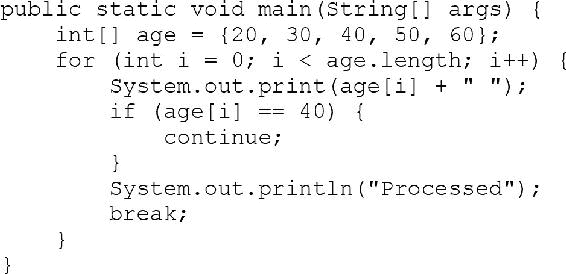 public static void main(String[] args) {
    int[] age = {20, 30, 40, 50, 60};
    for (int i = 0; i < age.length; i++) {
        System.out.print(age[i] + " ");
        if (age[i] == 40) {
            continue;
        }
        System.out.println("Processed");
        break;
    }
}